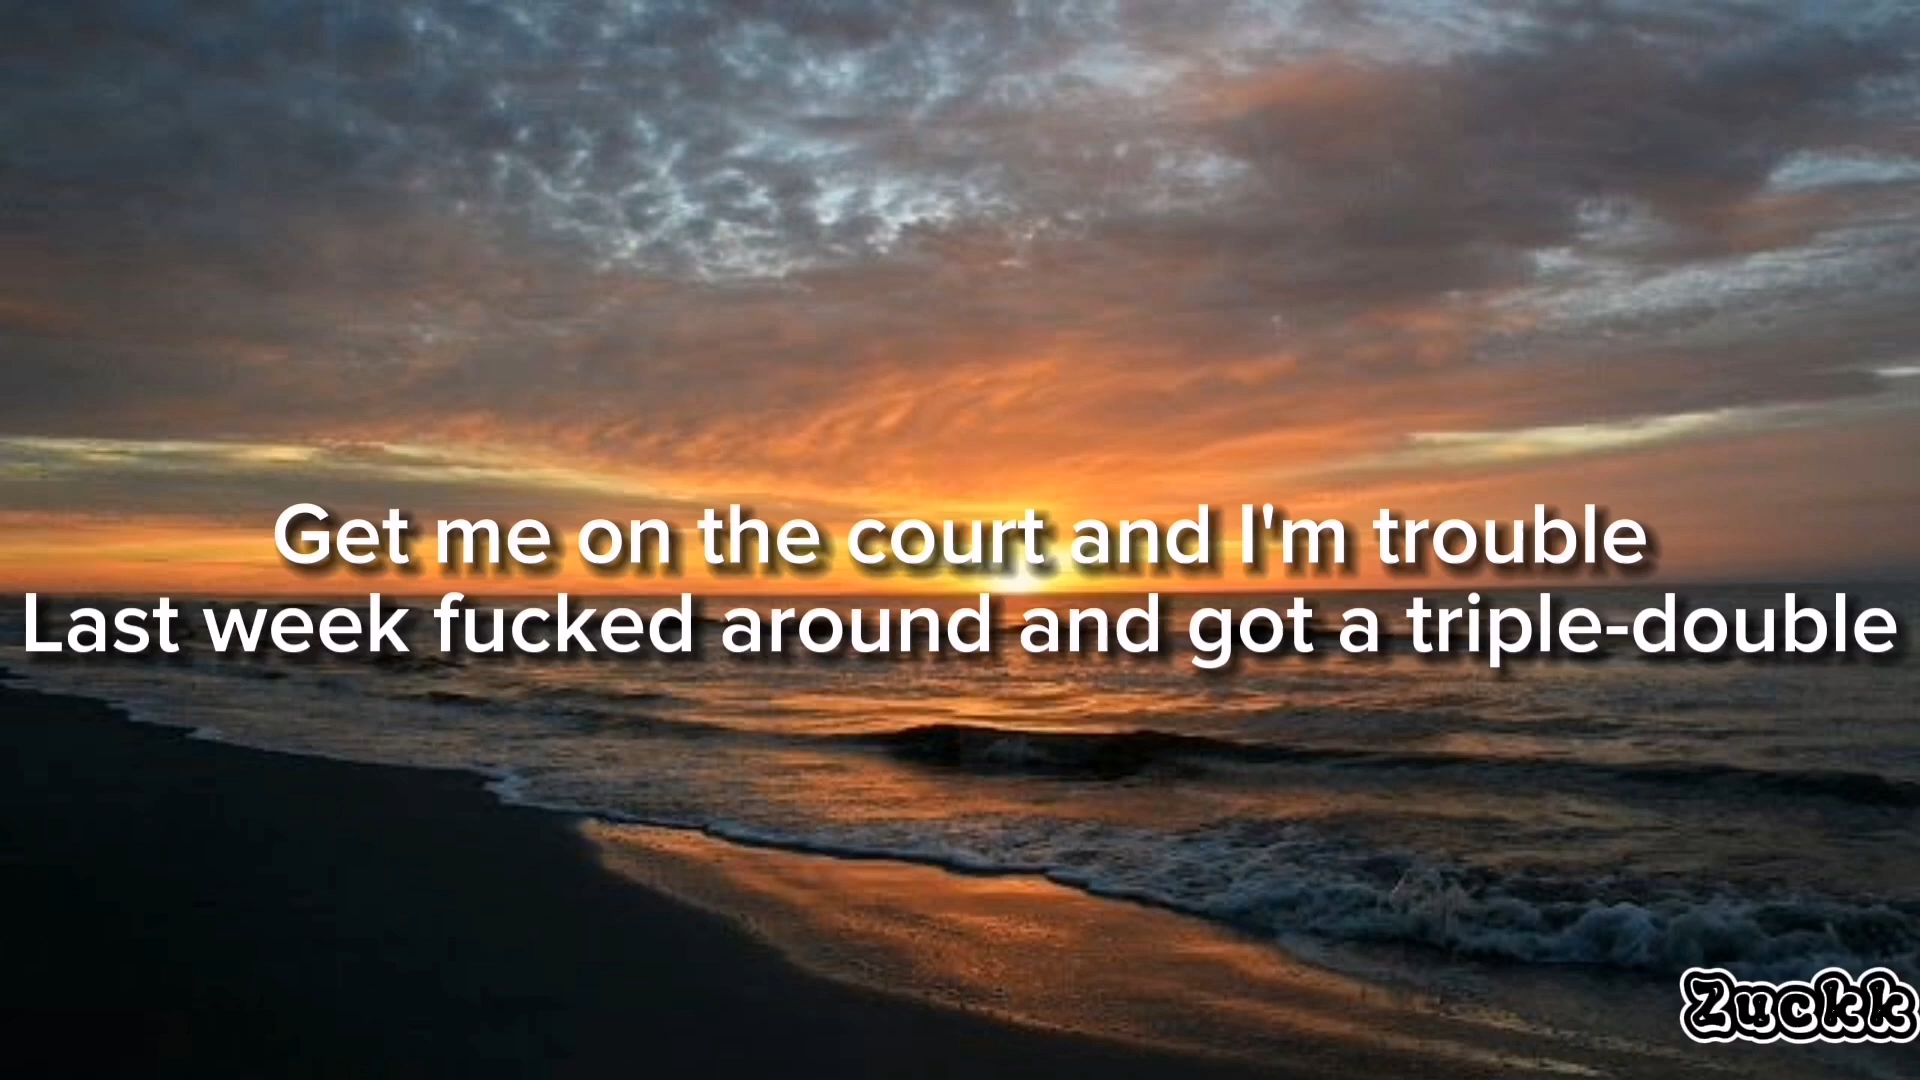 Get me on the court and I'm trouble
Last week fucked around and got a triple-double
Zuckk